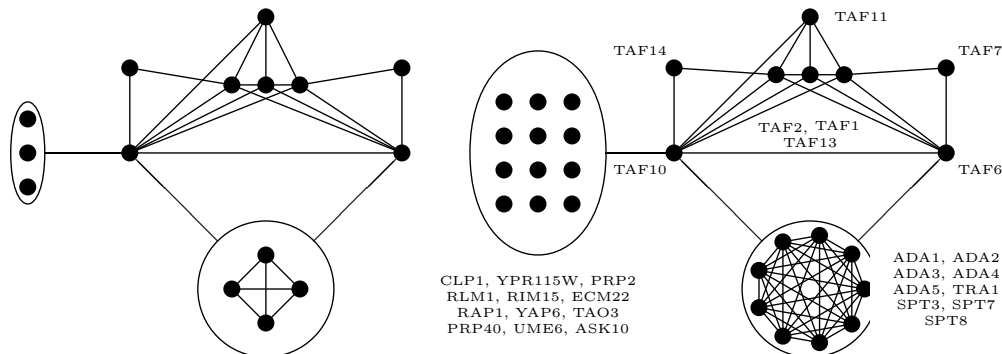 TAF11
TAF14
TAF7
TAF2, TAF1
TAF13
TAF10
TAF6
CLP1, YPR115W, PRP2
RLM1, RIM15, ECM22
RAP1, YAP6, TAO3
PRP40, UME6, ASK10
ADA1, ADA2
ADA3, ADA4
ADA5, TRA1
SPT3, SPT7
SPT8